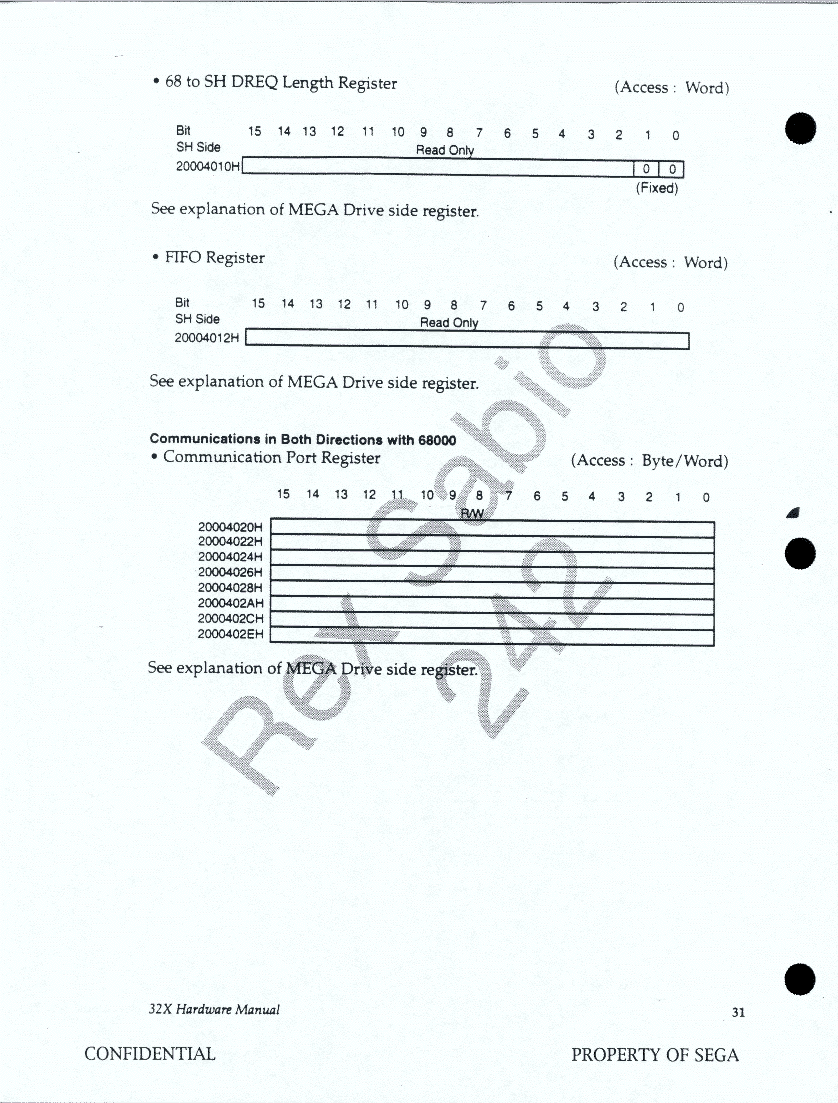 • 68 to SH DREQ Length Register (Access : Word)
Bit 15 14 13 12 11 10 9 8 7 6 5 4 3 2 1 0
SH Side Read Only
20004010H 0 0
(Fixed)
See explanation of MEGA Drive side register.
• FIFO Register (Access : Word)
Bit 15 14 13 12 11 10 9 8 7 6 5 4 3 2 1 0
SH Side Read Only
20004012H
See explanation of MEGA Drive side register.
Communications in Both Directions with 68000
• Communication Port Register (Access : Byte/Word)
15 14 13 12 11 10 9 8 7 6 5 4 3 2 1 0
R/W
20004020H
20004022H
20004024H
20004026H
20004028H
2000402AH
2000402CH
2000402EH
See explanation of MEGA Drive side register.
Rex Sabio
242
32X Hardware Manual 31
CONFIDENTIAL PROPERTY OF SEGA